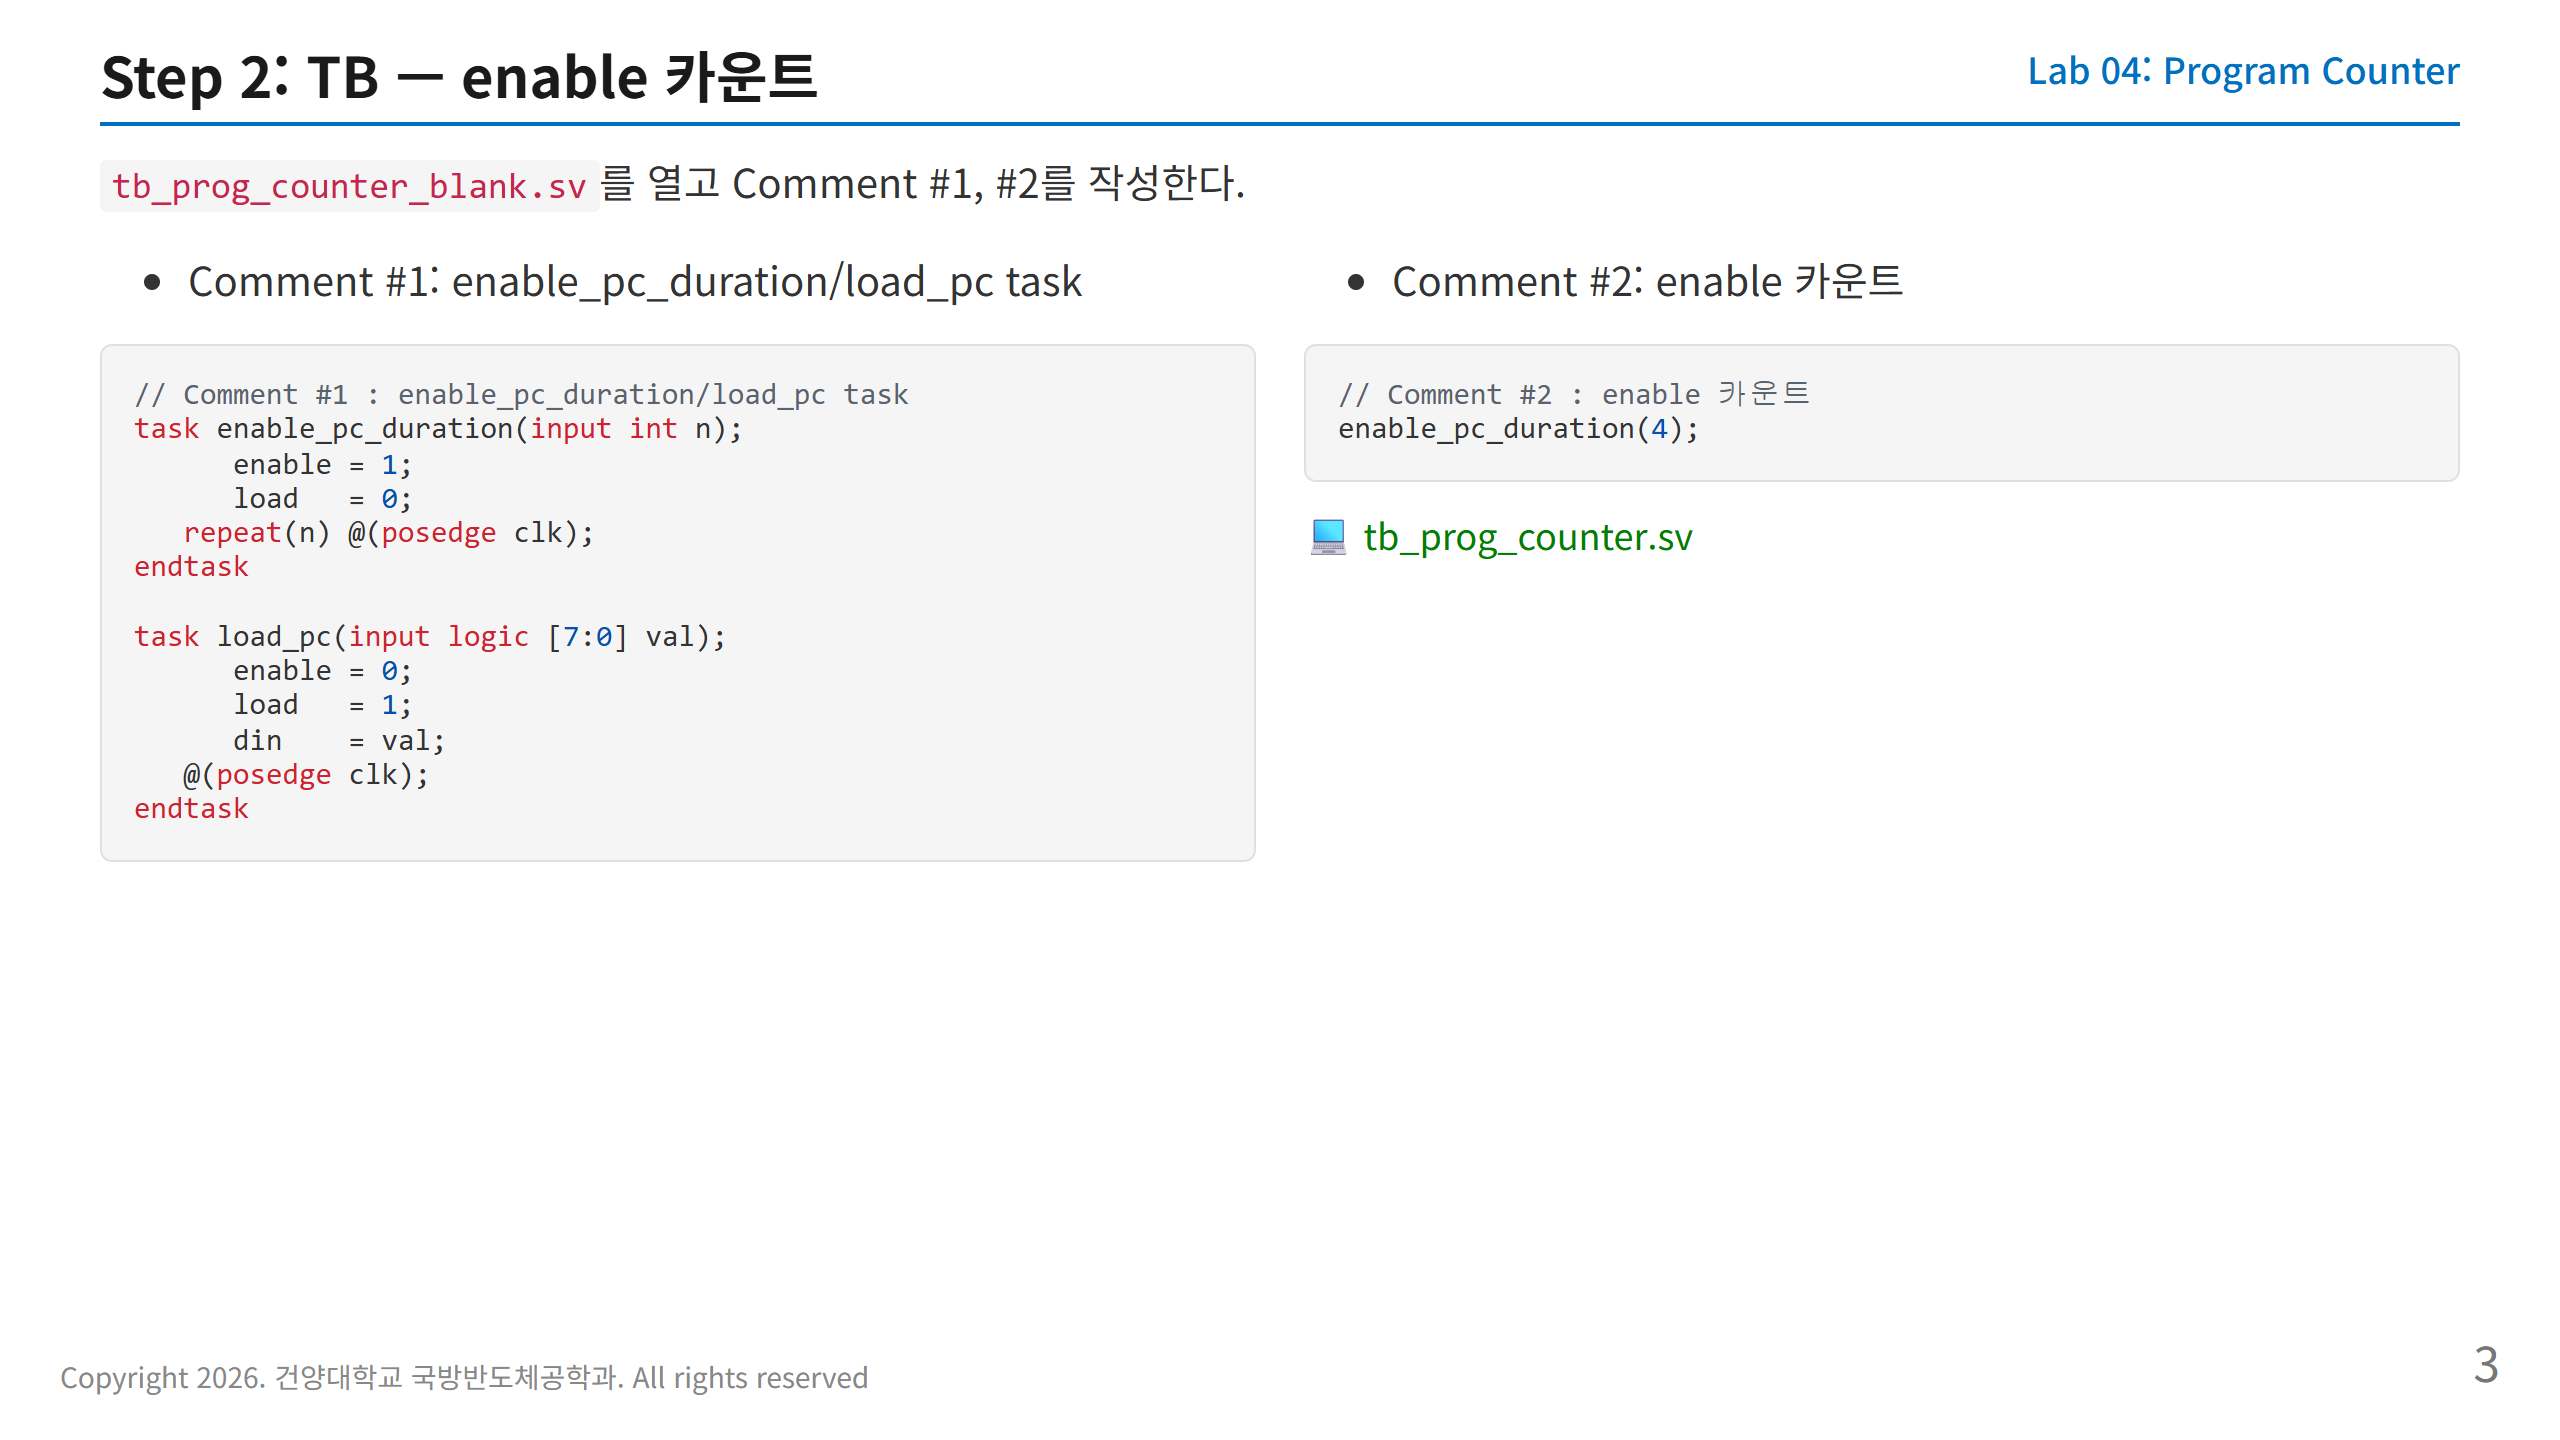 Step 2: TB — enable 카운트
Lab 04: Program Counter
tb_prog_counter_blank.sv를 열고 Comment #1, #2를 작성한다.
• Comment #1: enable_pc_duration/load_pc task
// Comment #1 : enable_pc_duration/load_pc task
task enable_pc_duration(input int n);
      enable = 1;
      load   = 0;
   repeat(n) @(posedge clk);
endtask

task load_pc(input logic [7:0] val);
      enable = 0;
      load   = 1;
      din    = val;
   @(posedge clk);
endtask
• Comment #2: enable 카운트
// Comment #2 : enable 카운트
enable_pc_duration(4);
💻 tb_prog_counter.sv
Copyright 2026. 건양대학교 국방반도체공학과. All rights reserved
3